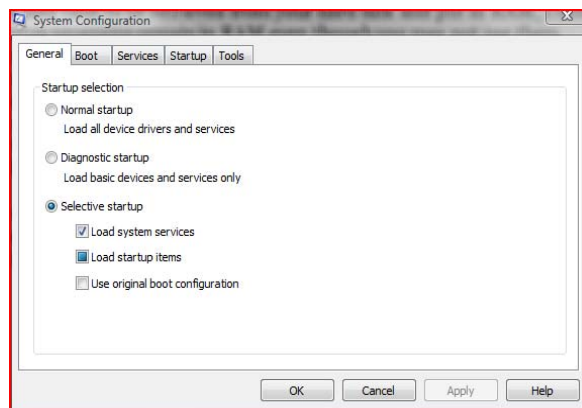 System Configuration
General Boot Services Startup Tools
Startup selection
Normal startup
Load all device drivers and services
Diagnostic startup
Load basic devices and services only
Selective startup
Load system services
Load startup items
Use original boot configuration
OK Cancel Apply Help